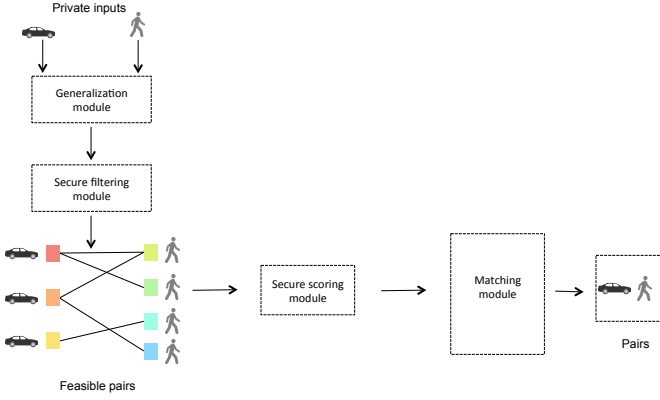 Private inputs
Generalization
module
Secure filtering
module
Secure scoring
module
Matching
module
Pairs
Feasible pairs